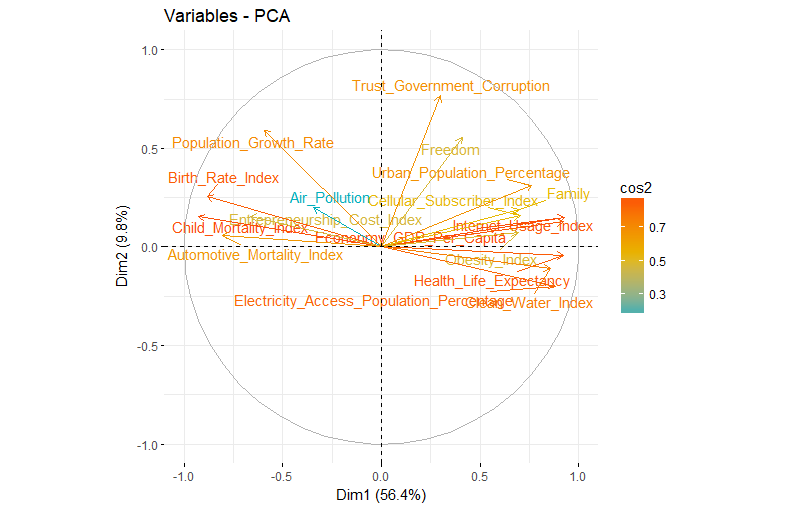 Variables - PCA
1.0
Trust_Government_Corruption
0.5
Population_Growth_Rate
Freedom
Urban_Population_Percentage
Birth_Rate_Index
Air_Pollution
Cellular_Subscriber_Index
Family
Entrepreneurship_Cost_Index
Child_Mortality_Index
Internet_Usage_Index
Economy_GDP_Per_Capita
0.0
Automotive_Mortality_Index
Obesity_Index
Health_Life_Expectancy
Electricity_Access_Population_Percentage
Clean_Water_Index
-0.5
-1.0
Dim2 (9.8%)
-1.0 -0.5 0.0 0.5 1.0
Dim1 (56.4%)
cos2
0.7
0.5
0.3